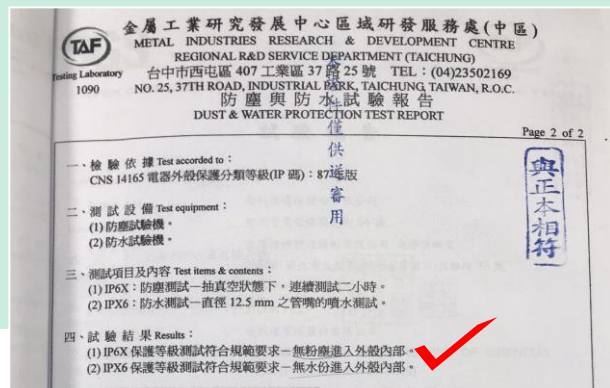 金屬工業研究發展中心區域研發服務處(中區)
METAL INDUSTRIES RESEARCH & DEVELOPMENT CENTRE
REGIONAL R&D SERVICE DEPARTMENT (TAICHUNG)
台中市西屯區 407 工業區 37 路 25 號 TEL：(04)23502169
NO. 25, 37TH ROAD, INDUSTRIAL PARK, TAICHUNG, TAIWAN, R.O.C.
TAF
Testing Laboratory
1090
防塵與防水試驗報告
DUST & WATER PROTECTION TEST REPORT
Page 2 of 2
一、檢驗依據 Test accorded to：
CNS 14165 電器外殼保護分類等級(IP 碼)：87 年版
二、測試設備 Test equipment：
(1) 防塵試驗機。
(2) 防水試驗機。
三、測試項目及內容 Test items & contents：
(1) IP6X：防塵測試－抽真空狀態下，連續測試二小時。
(2) IPX6：防水測試－直徑 12.5 mm 之管嘴的噴水測試。
四、試驗結果 Results：
(1) IP6X 保護等級測試符合規範要求－無粉塵進入外殼內部。
(2) IPX6 保護等級測試符合規範要求－無水份進入外殼內部。
僅供送審用
與正本相符